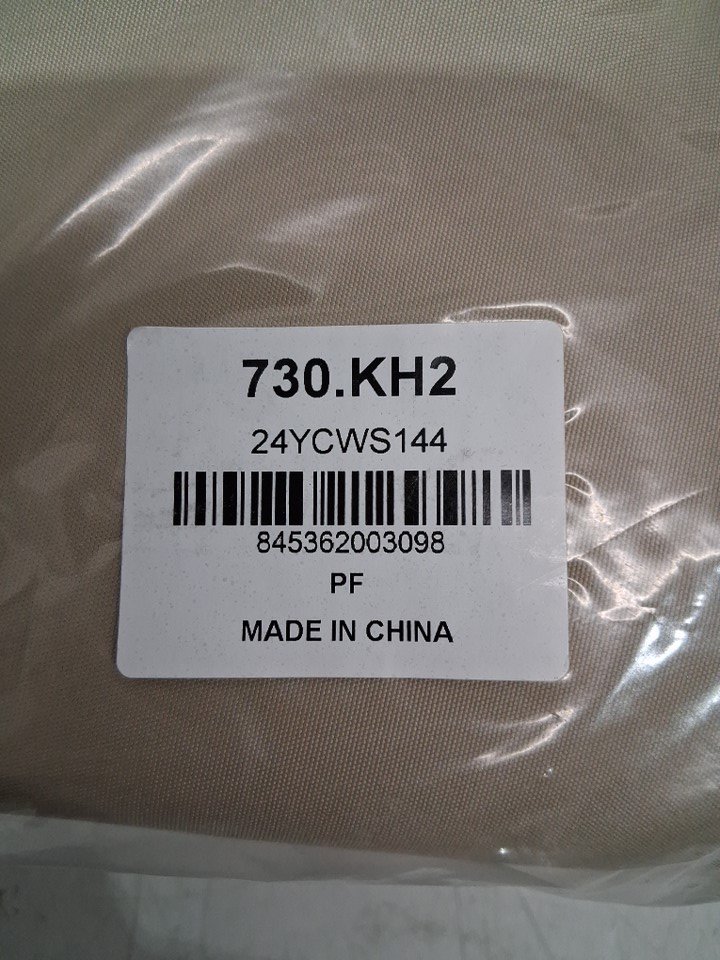 730.KH2
24YCWS144
845362003098
PF
MADE IN CHINA